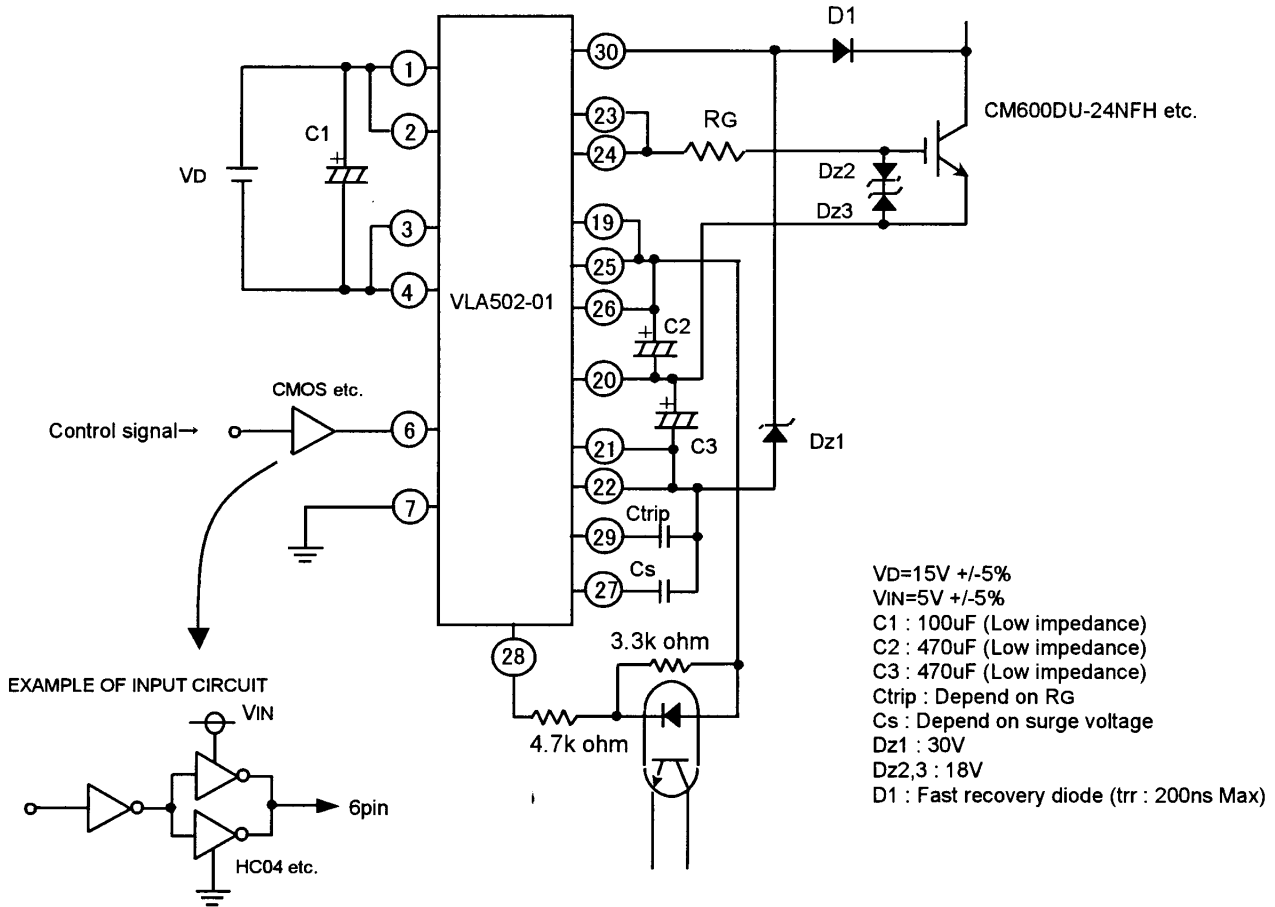 D1
30
1
23
CM600DU-24NFH etc.
RG
C1
2
24
+
VD
Dz2
Dz3
19
3
25
4
VLA502-01
26
+ C2
20
CMOS etc.
+
Control signal→
6
21
C3
Dz1
22
7
Ctrip
29
Cs
27
28
3.3k ohm
4.7k ohm
VD=15V +/-5%
VIN=5V +/-5%
C1 : 100uF (Low impedance)
C2 : 470uF (Low impedance)
C3 : 470uF (Low impedance)
Ctrip : Depend on RG
Cs : Depend on surge voltage
Dz1 : 30V
Dz2,3 : 18V
D1 : Fast recovery diode (trr : 200ns Max)
EXAMPLE OF INPUT CIRCUIT
VIN
6pin
HC04 etc.